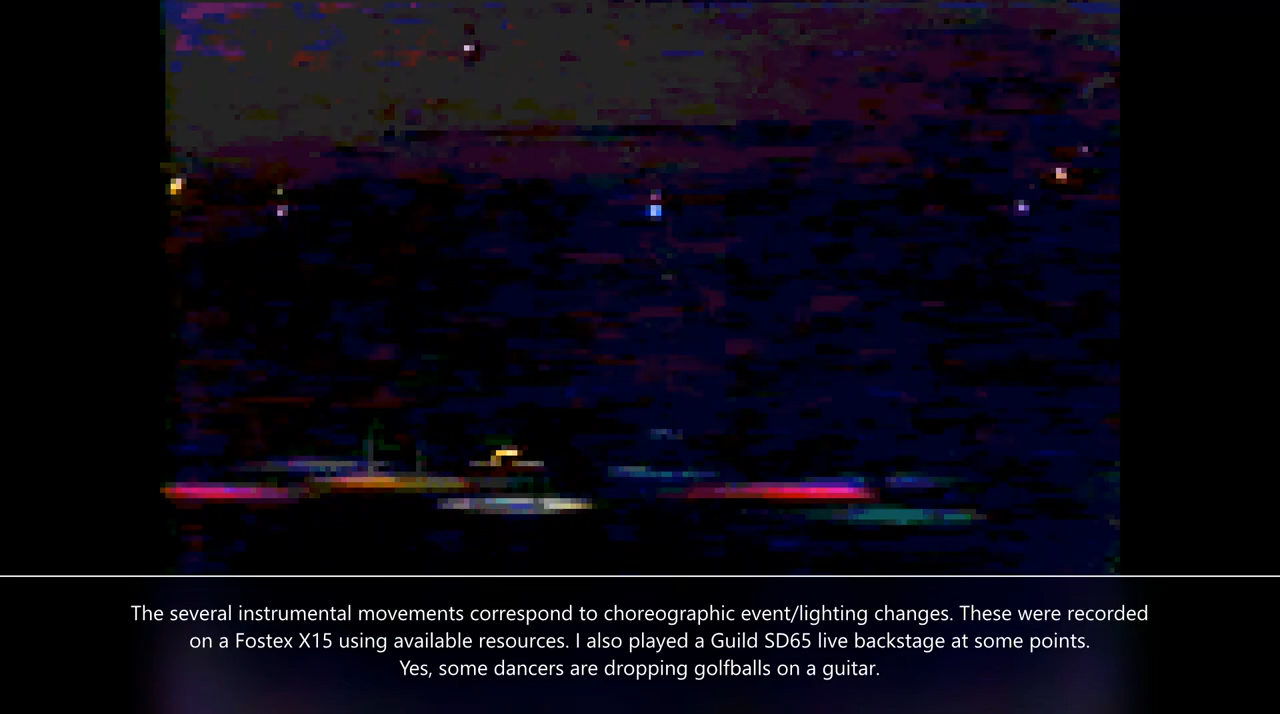 The several instrumental movements correspond to choreographic event/lighting changes. These were recorded
on a Fostex X15 using available resources. I also played a Guild SD65 live backstage at some points.
Yes, some dancers are dropping golfballs on a guitar.